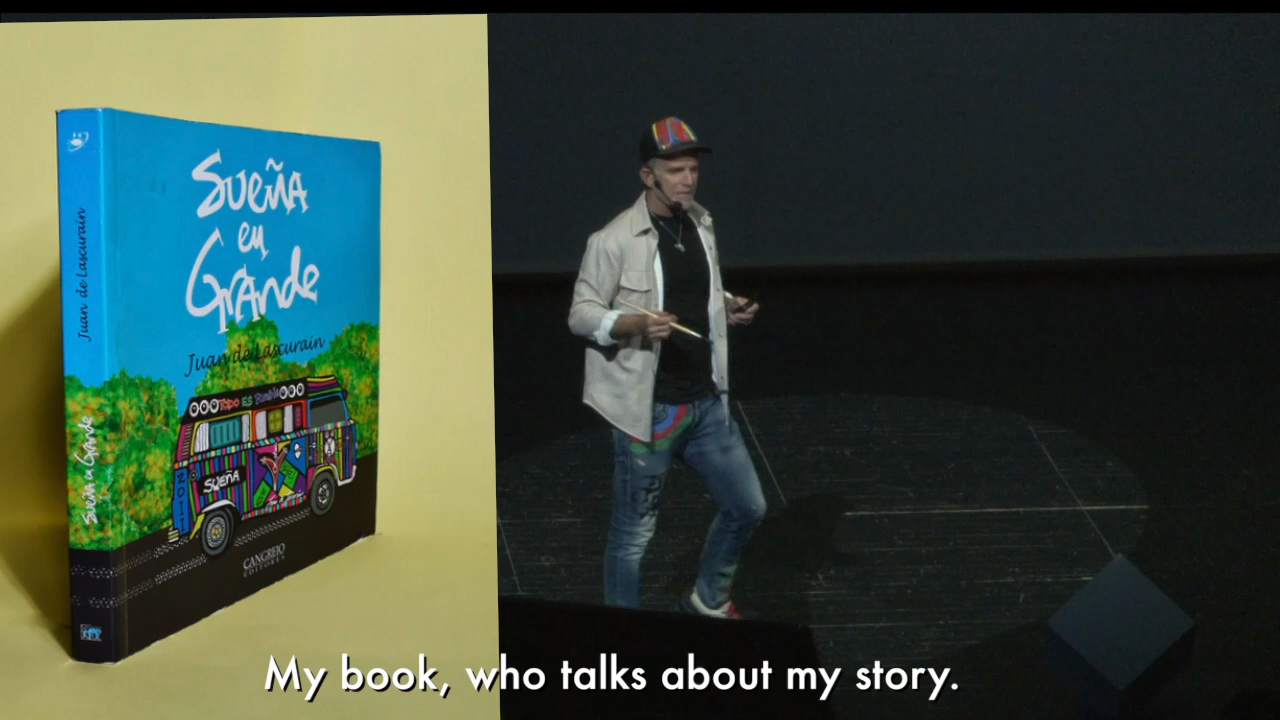 Juan de Lascurain
Sueña en Grande
Sueña
en
Grande
Juan de Lascurain
TODO ES
SUEÑA
2011
CANGREJO
EDITORES
My book, who talks about my story.